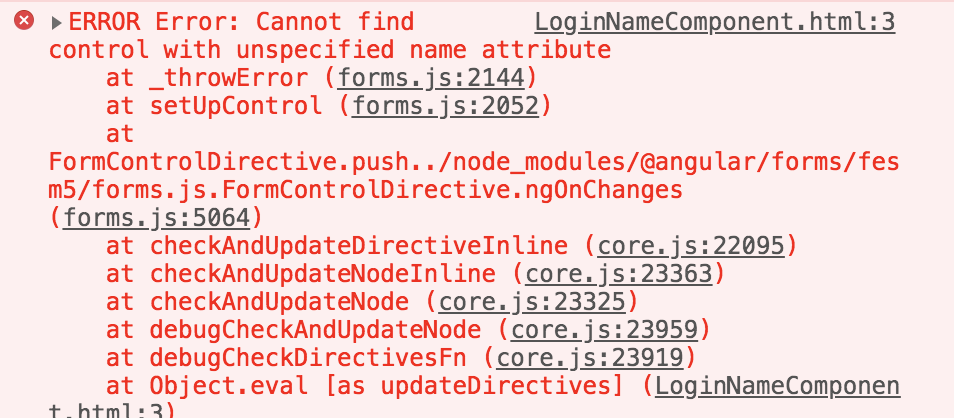 ▶ERROR Error: Cannot find LoginNameComponent.html:3
control with unspecified name attribute
at _throwError (forms.js:2144)
at setUpControl (forms.js:2052)
at
FormControlDirective.push../node_modules/@angular/forms/fes
m5/forms.js.FormControlDirective.ngOnChanges
(forms.js:5064)
at checkAndUpdateDirectiveInline (core.js:22095)
at checkAndUpdateNodeInline (core.js:23363)
at checkAndUpdateNode (core.js:23325)
at debugCheckAndUpdateNode (core.js:23959)
at debugCheckDirectivesFn (core.js:23919)
at Object.eval [as updateDirectives] (LoginNameComponen
t.html:3)